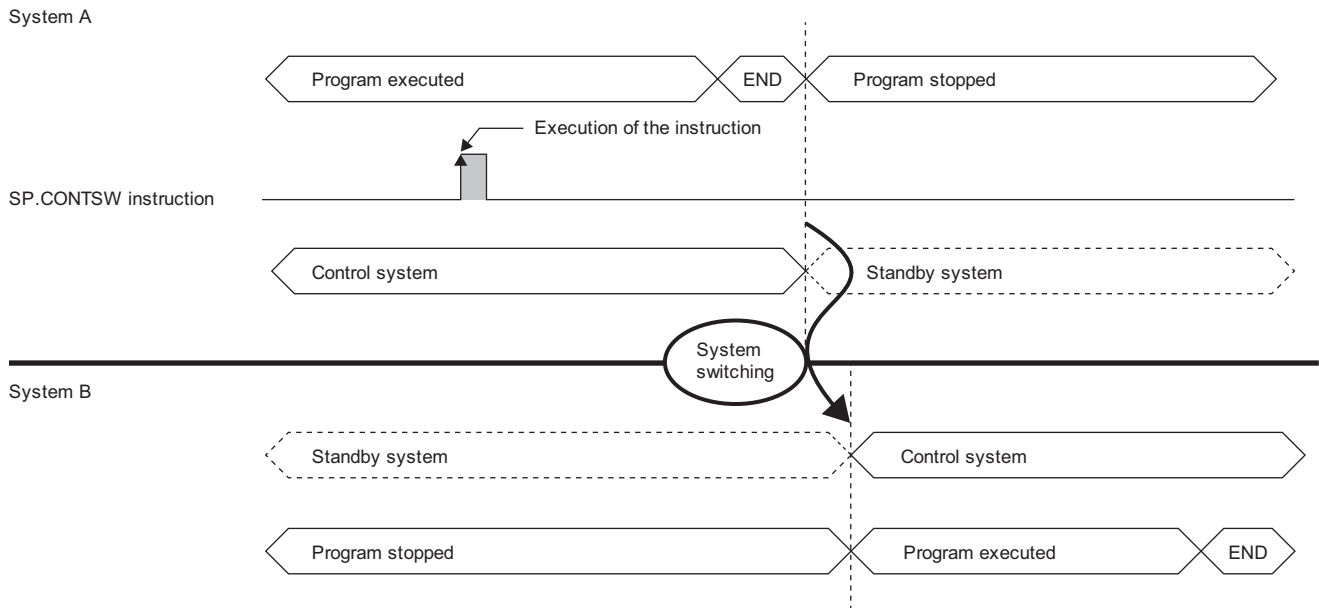 System A
Program executed
END
Program stopped
Execution of the instruction
SP.CONTSW instruction
Control system
Standby system
System
switching
System B
Standby system
Control system
Program stopped
Program executed
END